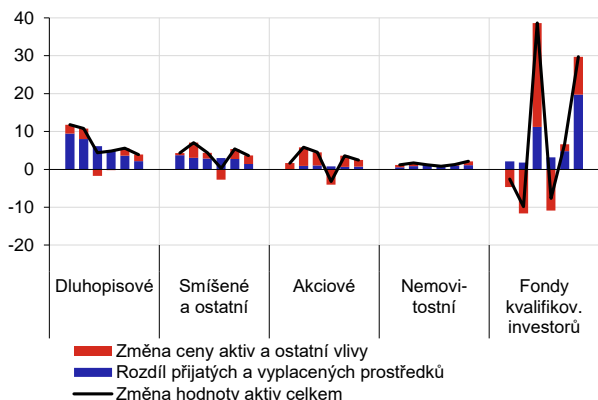 40
30
20
10
0
-10
-20
Dluhopisové
Smíšené
a ostatní
Akciové
Nemovi-
tostní
Fondy
kvalifikov.
investorů
Změna ceny aktiv a ostatní vlivy
Rozdíl přijatých a vyplacených prostředků
Změna hodnoty aktiv celkem